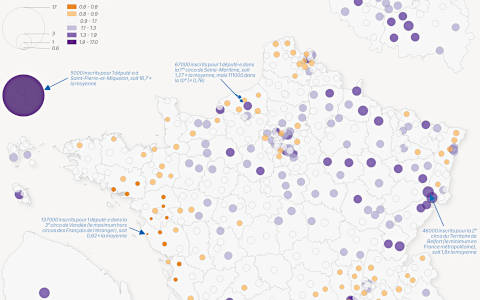 17
3
1
0.6
0.6 - 0.8
0.8 - 0.9
0.9 - 1.1
1.1 - 1.3
1.3 - 1.9
1.9 - 17.0
5000 inscrits pour 1 député·e à
Saint-Pierre-et-Miquelon, soit 16,7 ×
la moyenne
67000 inscrits pour 1 député·e dans
la 1ère circo de Seine-Maritime, soit
1,27 × la moyenne, mais 111000 dans
la 10e (× 0,76)
137000 inscrits pour 1 député·e dans la
circo de Vendée (le maximum hors
circos des Français de l'étranger), soit
0,62 × la moyenne
46000 inscrits pour la 2e
circo du Territoire de
Belfort (le minimum en
France métropolitaine),
soit 1,8 × la moyenne